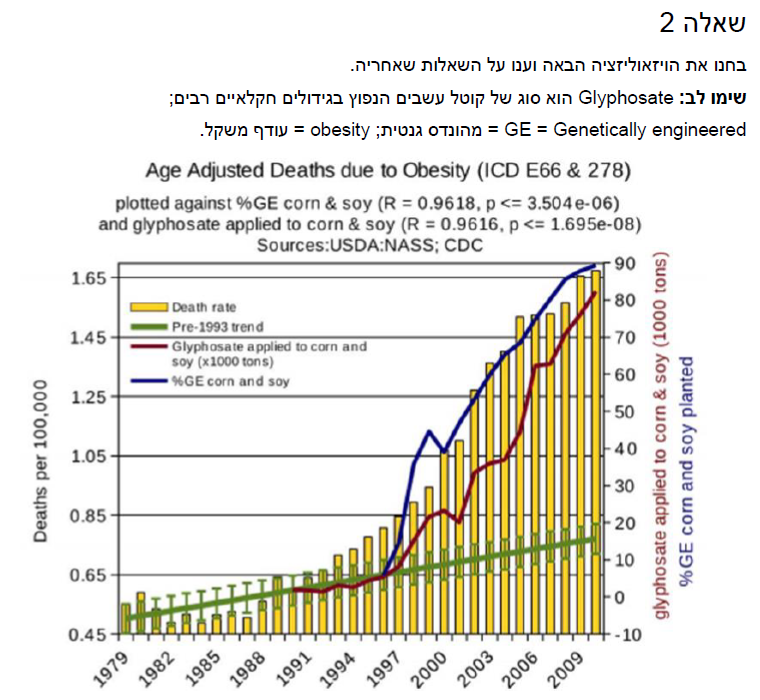 שאלה 2
בחנו את הויזאוליזציה הבאה וענו על השאלות שאחריה.
שימו לב: Glyphosate הוא סוג של קוטל עשבים הנפוץ בגידולים חקלאיים רבים;
GE = Genetically engineered = מהונדס גנטית; obesity = עודף משקל.
Age Adjusted Deaths due to Obesity (ICD E66 & 278)
plotted against %GE corn & soy (R = 0.9618, p <= 3.504e-06)
and glyphosate applied to corn & soy (R = 0.9616, p <= 1.695e-08)
Sources:USDA:NASS; CDC
Deaths per 100,000
1.65
1.45
1.25
1.05
0.85
0.65
0.45
Death rate
Pre-1993 trend
Glyphosate applied to corn and
soy (x1000 tons)
%GE corn and soy
90
80
70
60
50
40
30
20
10
0
-10
glyphosate applied to corn & soy (1000 tons)
%GE corn and soy planted
1979
1982
1985
1988
1991
1994
1997
2000
2003
2006
2009